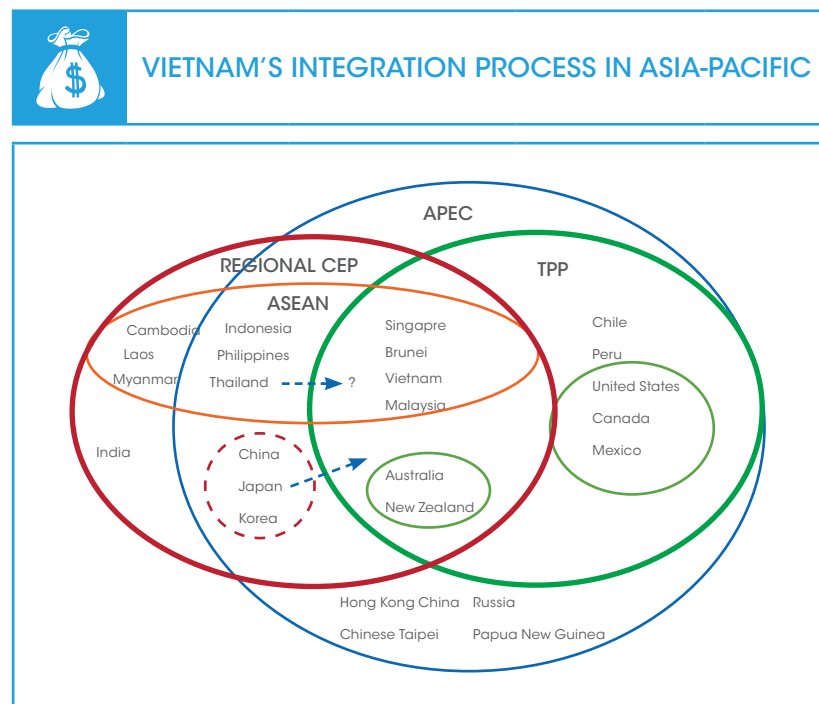 $
VIETNAM'S INTEGRATION PROCESS IN ASIA-PACIFIC
APEC
REGIONAL CEP
TPP
ASEAN
Cambodia
Laos
Myanmar
Indonesia
Philippines
Thailand
?
Singapre
Brunei
Vietnam
Malaysia
Chile
Peru
United States
Canada
Mexico
India
China
Japan
Korea
Australia
New Zealand
Hong Kong China
Russia
Chinese Taipei
Papua New Guinea